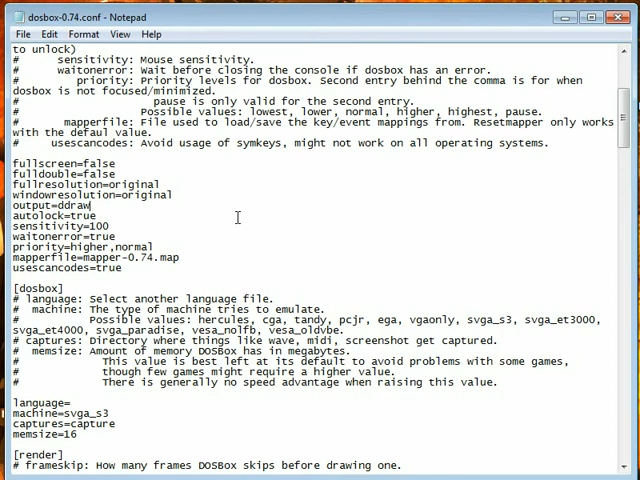 dosbox-0.74.conf - Notepad
File Edit Format View Help
to unlock)
# sensitivity: Mouse sensitivity.
# waitonerror: Wait before closing the console if dosbox has an error.
# priority: Priority levels for dosbox. Second entry behind the comma is for when
dosbox is not focused/minimized.
# pause is only valid for the second entry.
# Possible values: lowest, lower, normal, higher, highest, pause.
# mapperfile: File used to load/save the key/event mappings from. Resetmapper only works
with the defaul value.
# usescancodes: Avoid usage of symkeys, might not work on all operating systems.
fullscreen=false
fulldouble=false
fullresolution=original
windowresolution=original
output=ddraw
autolock=true
sensitivity=100
waitonerror=true
priority=higher,normal
mapperfile=mapper-0.74.map
usescancodes=true
[dosbox]
# language: Select another language file.
# machine: The type of machine tries to emulate.
# Possible values: hercules, cga, tandy, pcjr, ega, vgaonly, svga_s3, svga_et3000,
svga_et4000, svga_paradise, vesa_nolfb, vesa_oldvbe.
# captures: Directory where things like wave, midi, screenshot get captured.
# memsize: Amount of memory DOSBox has in megabytes.
# This value is best left at its default to avoid problems with some games,
# though few games might require a higher value.
# There is generally no speed advantage when raising this value.
language=
machine=svga_s3
captures=capture
memsize=16
[render]
# frameskip: How many frames DOSBox skips before drawing one.